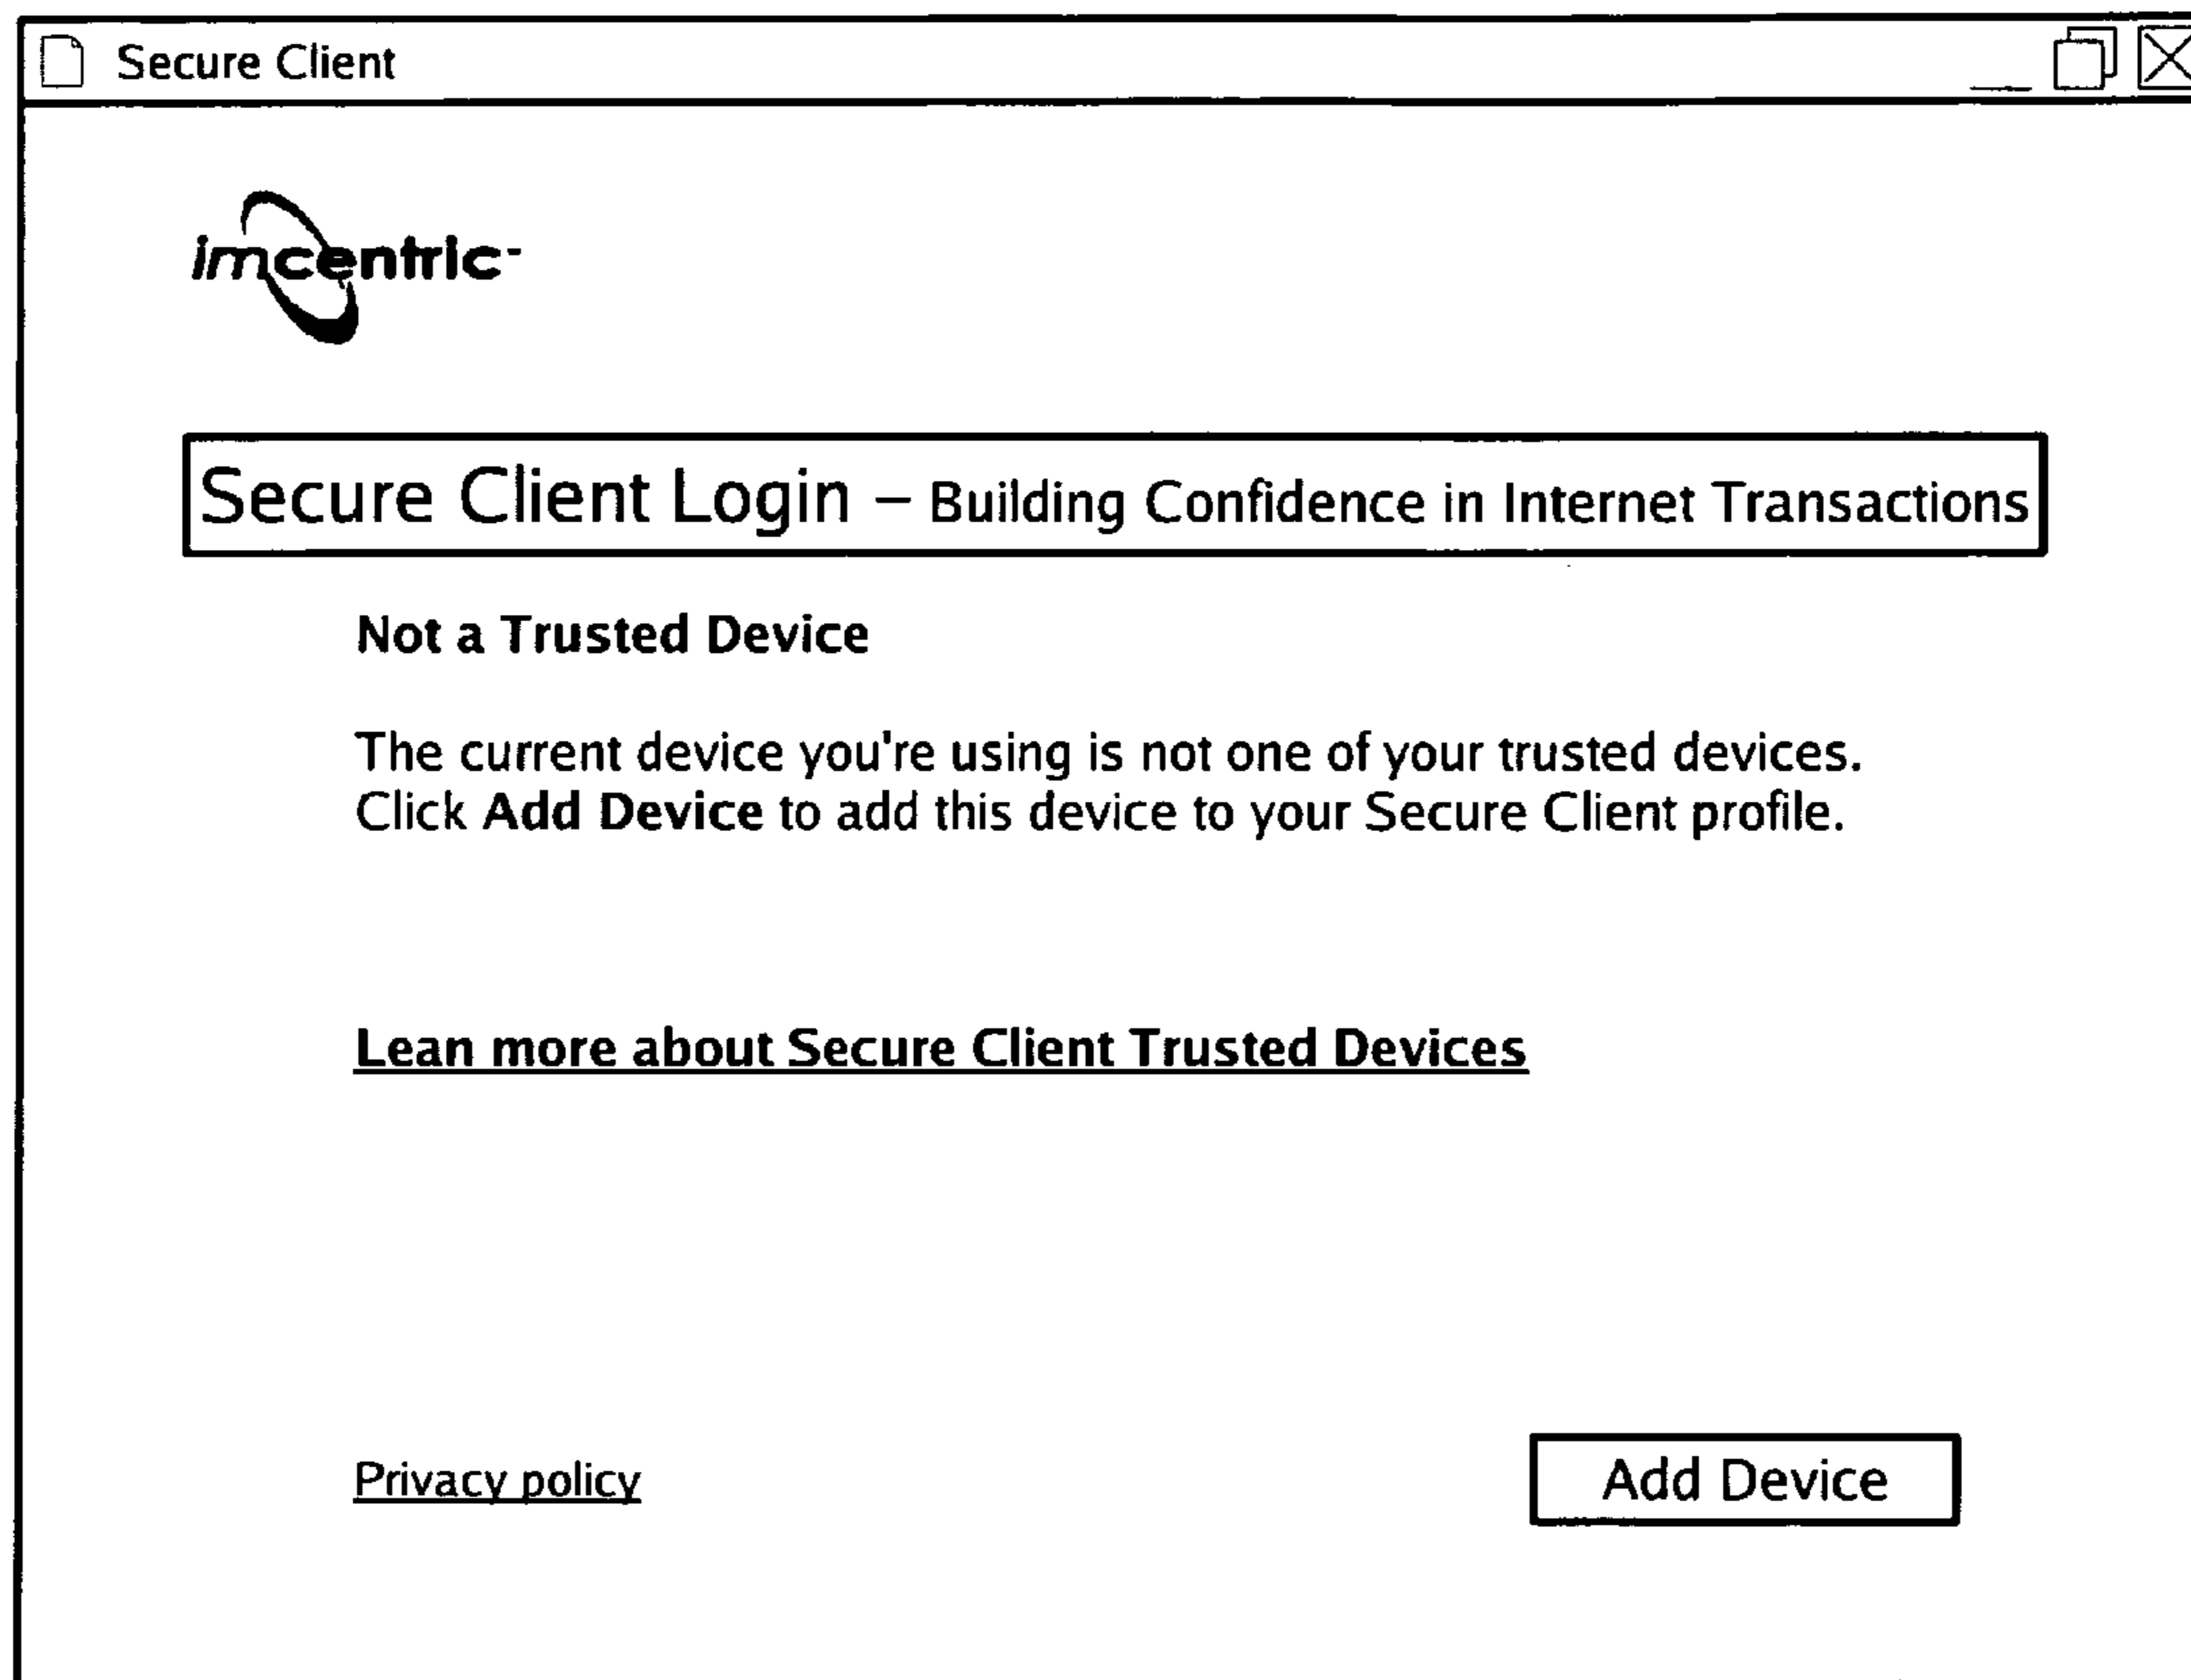 Secure Client
imcentric
Secure Client Login – Building Confidence in Internet Transactions
Not a Trusted Device
The current device you're using is not one of your trusted devices.
Click Add Device to add this device to your Secure Client profile.
Lean more about Secure Client Trusted Devices
Privacy policy
Add Device